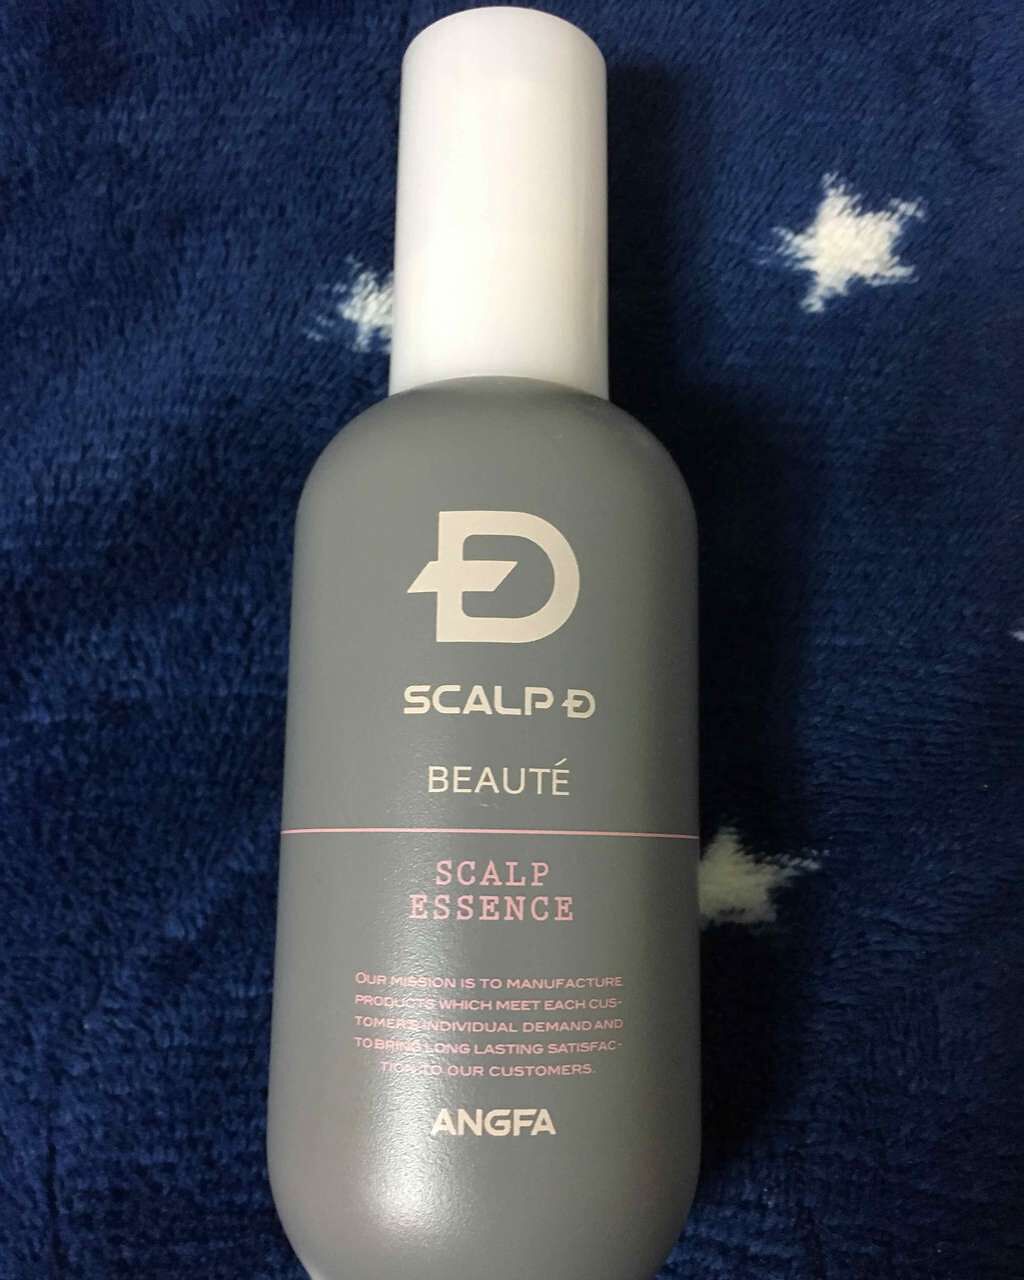 Đ
SCALP Đ
BEAUTÉ
SCALP
ESSENCE
OUR MISSION IS TO MANUFACTURE
PRODUCTS WHICH MEET EACH CUS-
TOMER'S INDIVIDUAL DEMAND AND
TO BRING LONG LASTING SATISFAC-
TION TO OUR CUSTOMERS.
ANGFA